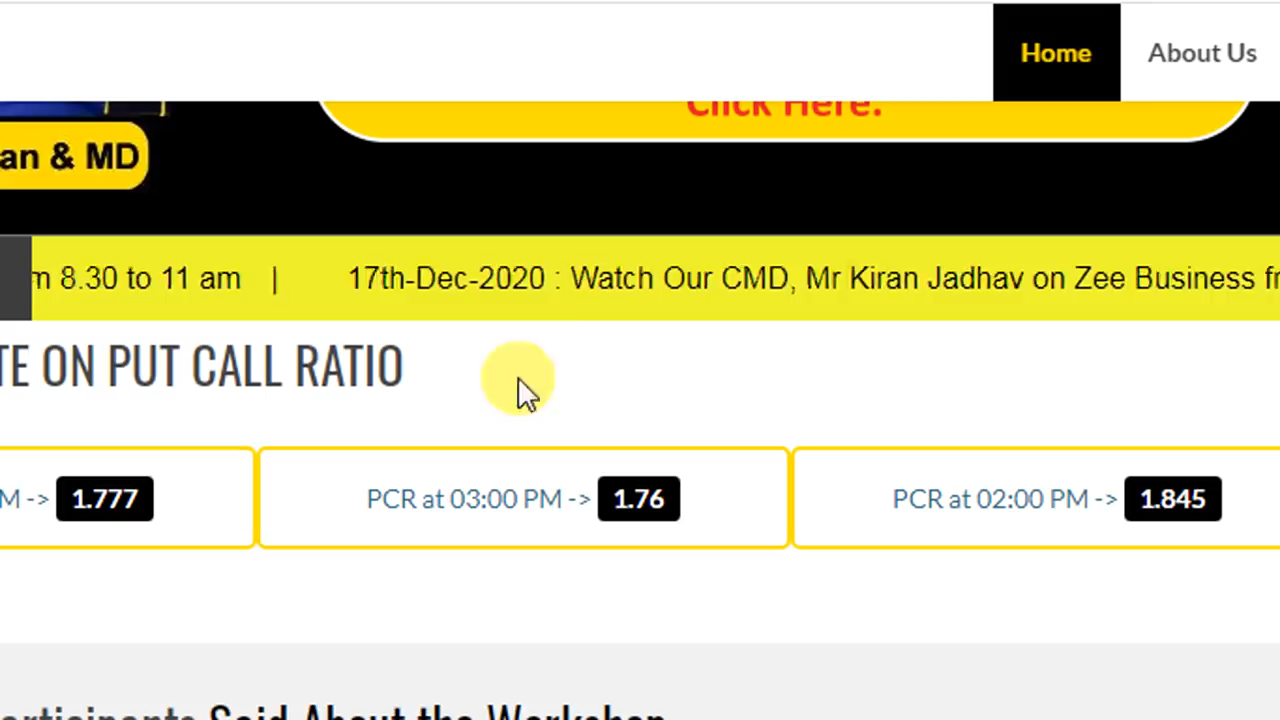 Home About Us
Click Here.
an & MD
m 8.30 to 11 am | 17th-Dec-2020 : Watch Our CMD, Mr Kiran Jadhav on Zee Business fr
TE ON PUT CALL RATIO
M -> 1.777 PCR at 03:00 PM -> 1.76 PCR at 02:00 PM -> 1.845
articipants Said About the Workshop